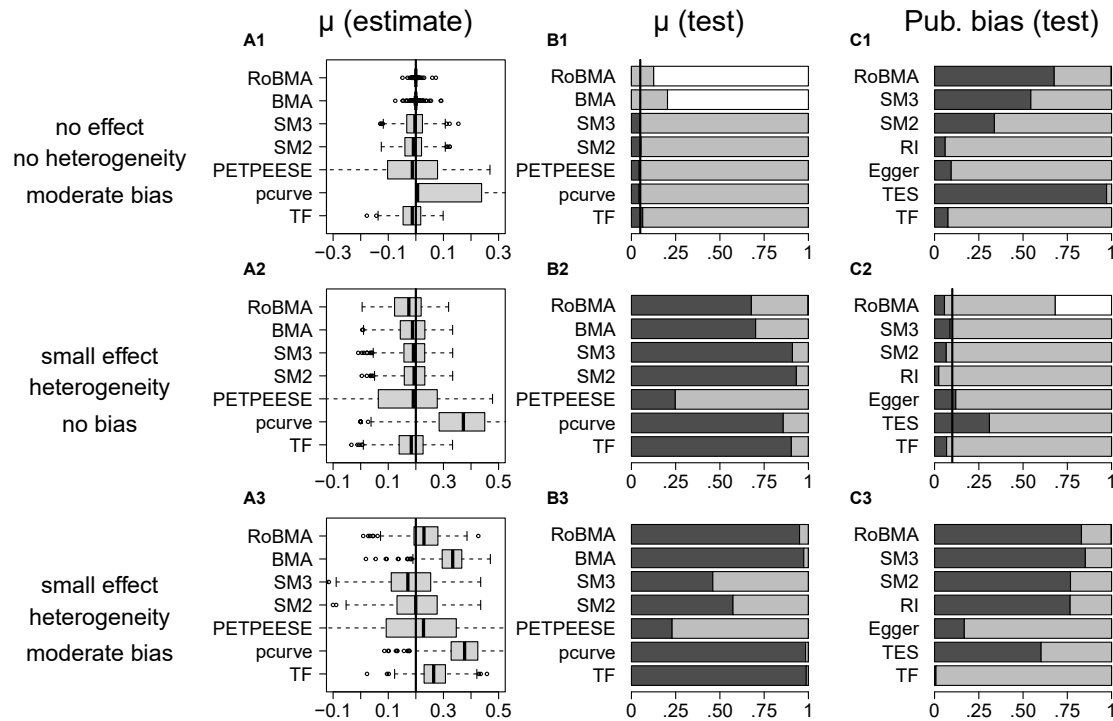 μ (estimate)
μ (test)
Pub. bias (test)
no effect
no heterogeneity
moderate bias
A1
RoBMA
BMA
SM3
SM2
PETPEESE
pcurve
TF
−0.3 −0.1 0.1 0.3
B1
RoBMA
BMA
SM3
SM2
PETPEESE
pcurve
TF
0 .25 .50 .75 1
C1
RoBMA
SM3
SM2
RI
Egger
TES
TF
0 .25 .50 .75 1
small effect
heterogeneity
no bias
A2
RoBMA
BMA
SM3
SM2
PETPEESE
pcurve
TF
−0.1 0.1 0.3 0.5
B2
RoBMA
BMA
SM3
SM2
PETPEESE
pcurve
TF
0 .25 .50 .75 1
C2
RoBMA
SM3
SM2
RI
Egger
TES
TF
0 .25 .50 .75 1
small effect
heterogeneity
moderate bias
A3
RoBMA
BMA
SM3
SM2
PETPEESE
pcurve
TF
−0.1 0.1 0.3 0.5
B3
RoBMA
BMA
SM3
SM2
PETPEESE
pcurve
TF
0 .25 .50 .75 1
C3
RoBMA
SM3
SM2
RI
Egger
TES
TF
0 .25 .50 .75 1